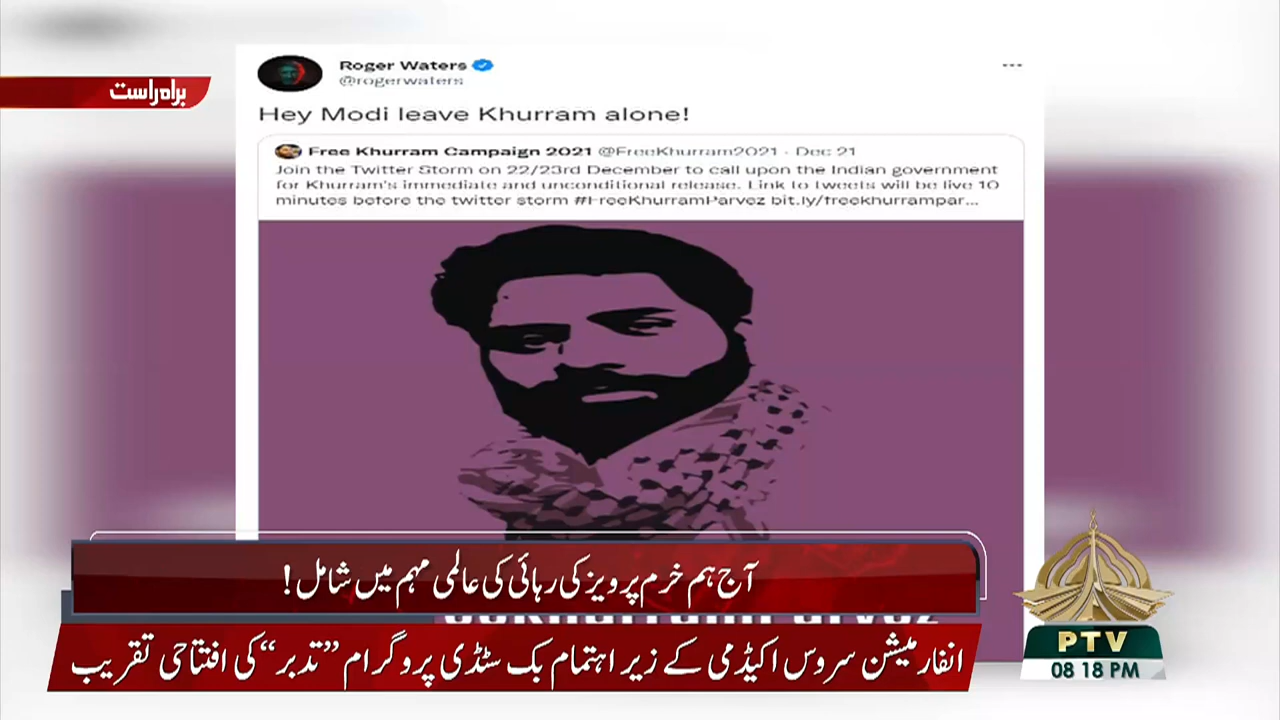 براہ راست
Roger Waters
@rogerwaters
Hey Modi leave Khurram alone!
Free Khurram Campaign 2021 @FreeKhurram2021 · Dec 21
Join the Twitter Storm on 22/23rd December to call upon the Indian government
for Khurram's immediate and unconditional release. Link to tweets will be live 10
minutes before the twitter storm #FreeKhurramParvez bit.ly/freekhurrampar...
آج ہم خرم پرویز کی رہائی کی عالمی مہم میں شامل!
انفارمیشن سروس اکیڈمی کے زیر اہتمام بک سٹڈی پروگرام ”تدبر“ کی افتتاحی تقریب
PTV
08 18 PM